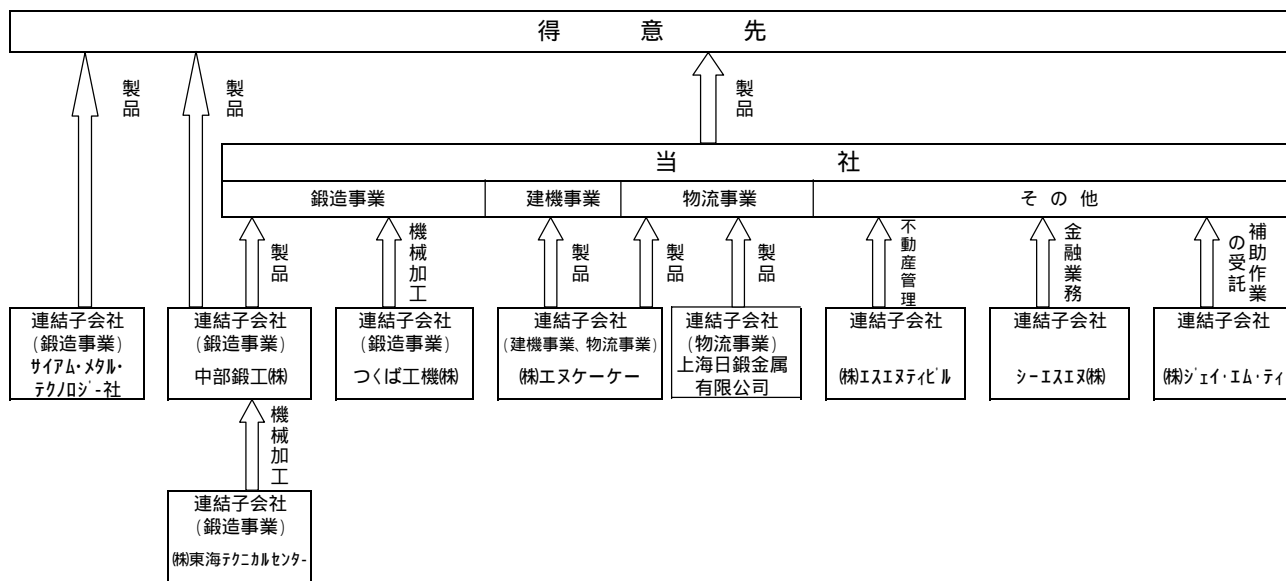 得意先
製品
製品
製品
当社
鍛造事業
建機事業
物流事業
その他
製品
機械加工
製品
製品
製品
不動産管理
金融業務
補助作業
の受託
連結子会社
(鍛造事業)
サイアム・メタル・
テクノロジー社
連結子会社
(鍛造事業)
中部鍛工㈱
連結子会社
(鍛造事業)
つくば工機㈱
連結子会社
(建機事業、物流事業)
㈱エヌケーケー
連結子会社
(物流事業)
上海日鍛金属
有限公司
連結子会社
㈱エスエヌティビル
連結子会社
シーエスエヌ㈱
連結子会社
㈱ジェイ・エム・ティ
機械加工
連結子会社
(鍛造事業)
㈱東海テクニカルセンター